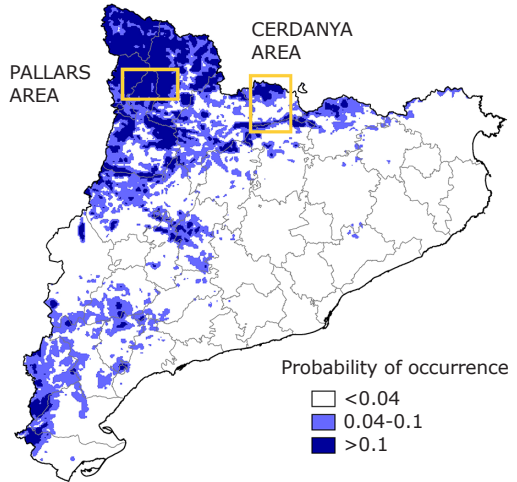 CERDANYA
AREA
PALLARS
AREA
Probability of occurrence
<0.04
0.04-0.1
>0.1